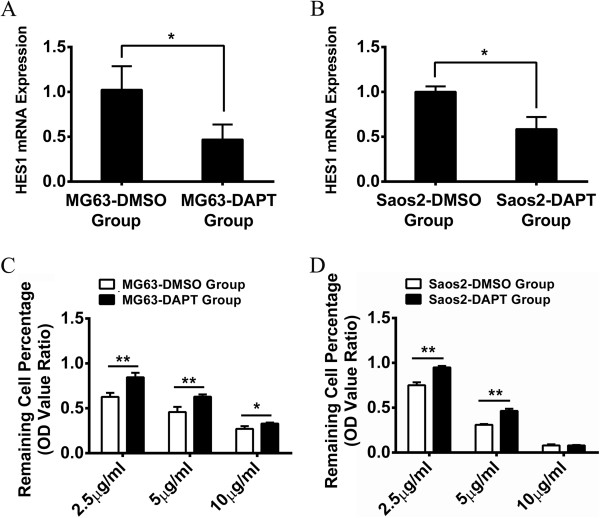 A
HES1 mRNA Expression
1.5
1.0
0.5
0.0
*
MG63-DMSO
Group
MG63-DAPT
Group
B
HES1 mRNA Expression
1.5
1.0
0.5
0.0
*
Saos2-DMSO
Group
Saos2-DAPT
Group
C
MG63-DMSO Group
MG63-DAPT Group
Remaining Cell Percentage
(OD Value Ratio)
1.5
1.0
0.5
0.0
**
**
*
2.5μg/ml
5μg/ml
10μg/ml
D
Saos2-DMSO Group
Saos2-DAPT Group
Remaining Cell Percentage
(OD Value Ratio)
1.5
1.0
0.5
0.0
**
**
2.5μg/ml
5μg/ml
10μg/ml